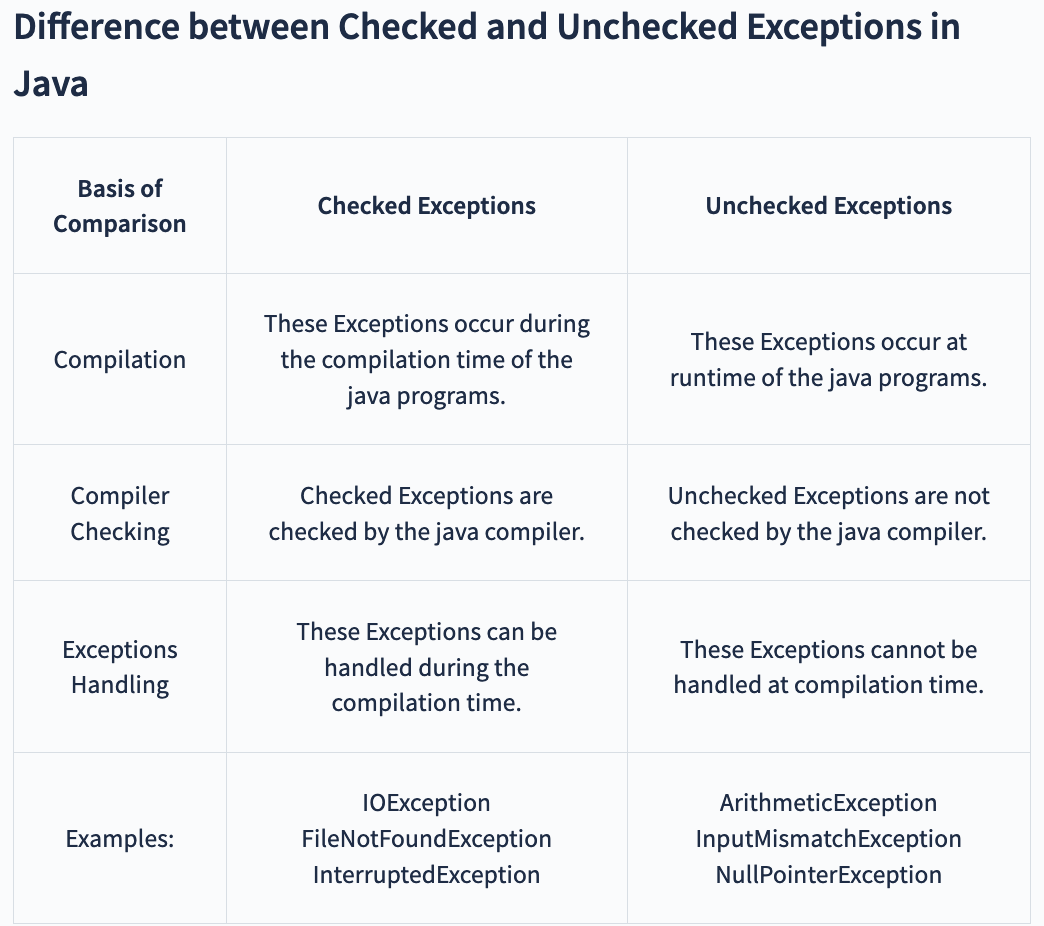 Difference between Checked and Unchecked Exceptions in
Java
Basis of
Comparison
Checked Exceptions
Unchecked Exceptions
Compilation
These Exceptions occur during
the compilation time of the
java programs.
These Exceptions occur at
runtime of the java programs.
Compiler
Checking
Checked Exceptions are
checked by the java compiler.
Unchecked Exceptions are not
checked by the java compiler.
Exceptions
Handling
These Exceptions can be
handled during the
compilation time.
These Exceptions cannot be
handled at compilation time.
Examples:
IOException
FileNotFoundException
InterruptedException
ArithmeticException
InputMismatchException
NullPointerException